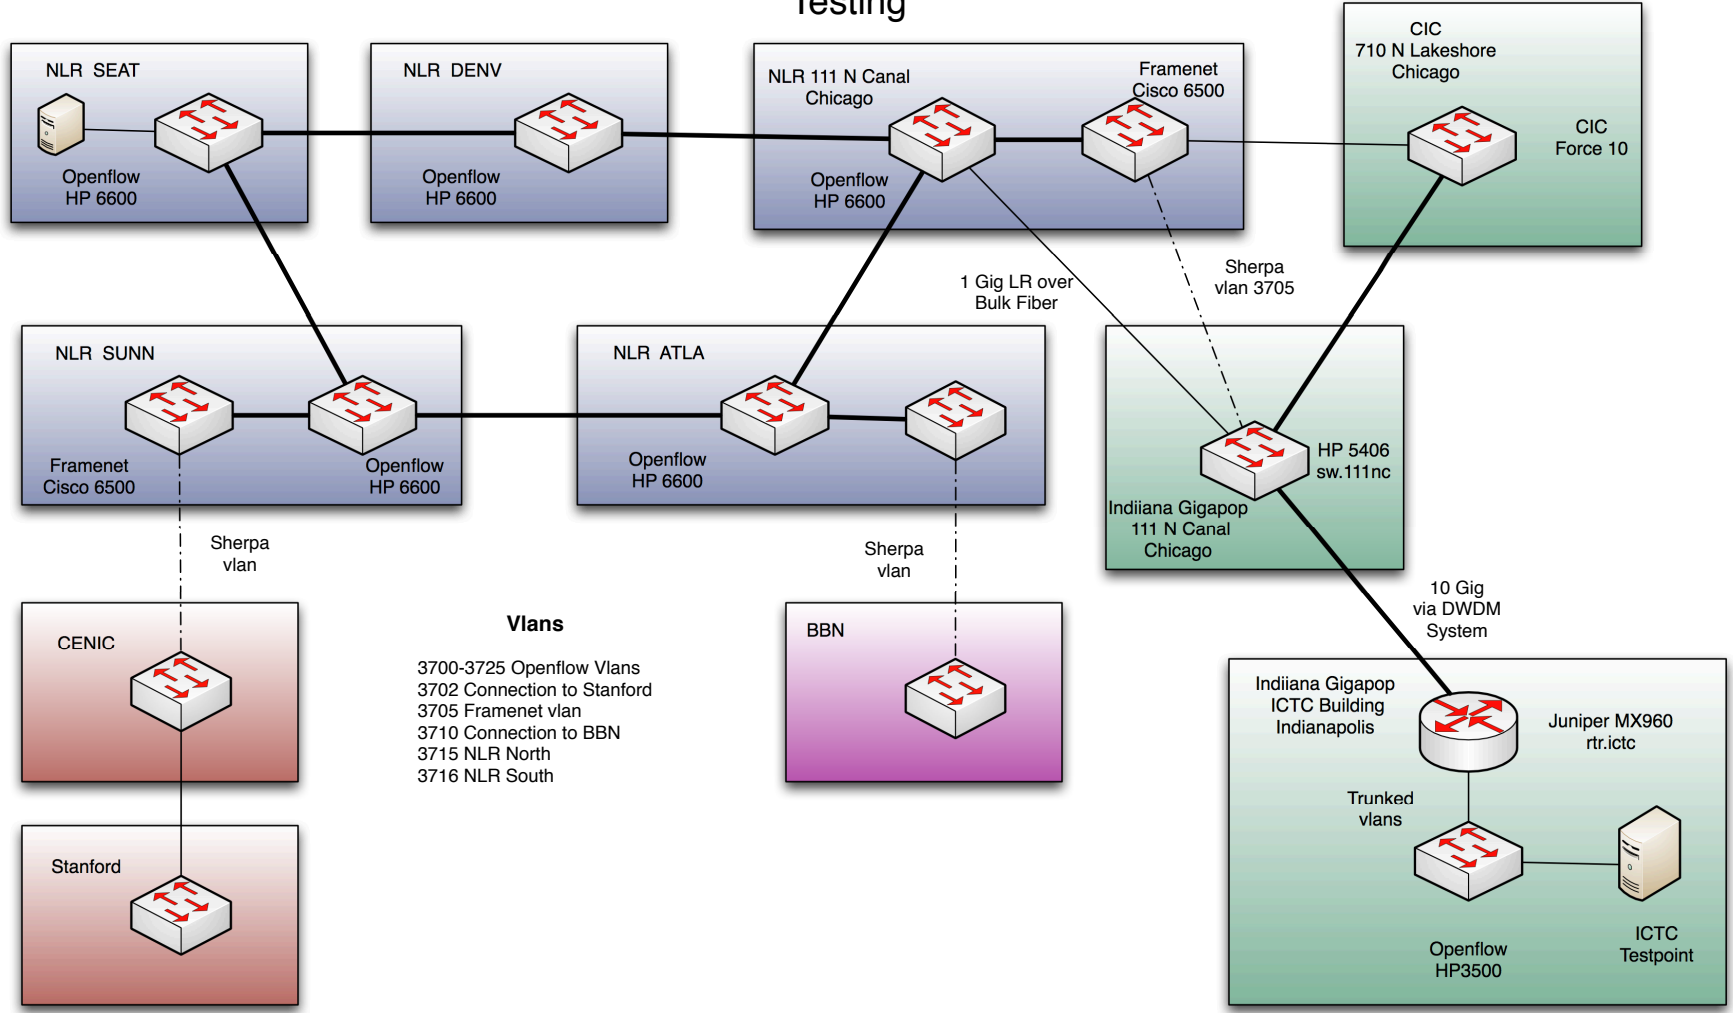 Testing
NLR SEAT
Openflow
HP 6600
NLR DENV
Openflow
HP 6600
NLR 111 N Canal
Chicago
Openflow
HP 6600
Framenet
Cisco 6500
CIC
710 N Lakeshore
Chicago
CIC
Force 10
1 Gig LR over
Bulk Fiber
Sherpa
vlan 3705
NLR SUNN
Framenet
Cisco 6500
Openflow
HP 6600
NLR ATLA
Openflow
HP 6600
HP 5406
sw.111nc
Indiiana Gigapop
111 N Canal
Chicago
Sherpa
vlan
Sherpa
vlan
10 Gig
via DWDM
System
CENIC
Vlans
3700-3725 Openflow Vlans
3702 Connection to Stanford
3705 Framenet vlan
3710 Connection to BBN
3715 NLR North
3716 NLR South
BBN
Indiiana Gigapop
ICTC Building
Indianapolis
Juniper MX960
rtr.ictc
Trunked
vlans
Stanford
Openflow
HP3500
ICTC
Testpoint